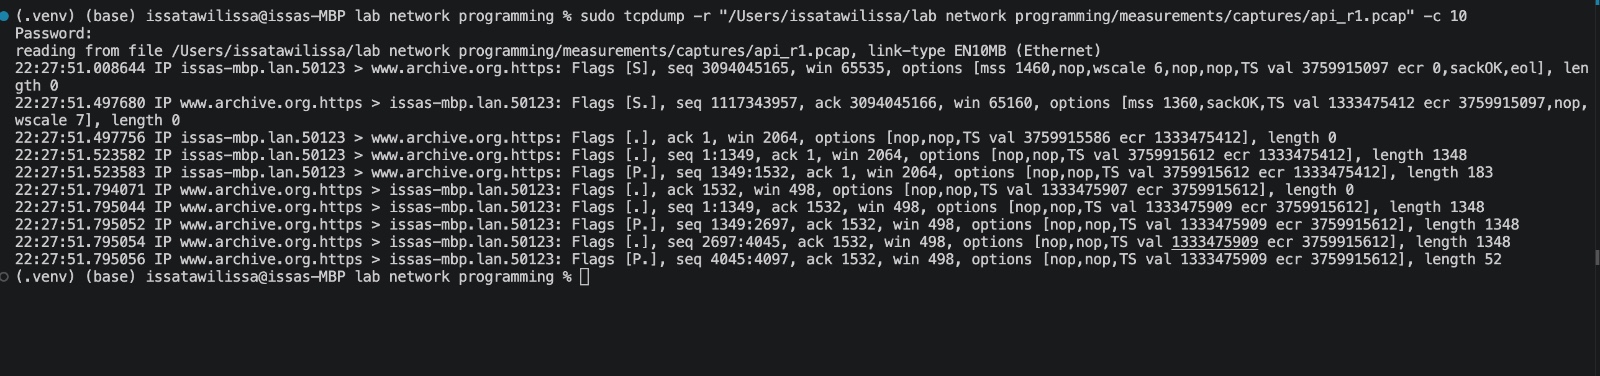 (.venv) (base) issatawilissa@issas-MBP lab network programming % sudo tcpdump -r "/Users/issatawilissa/lab network programming/measurements/captures/api_r1.pcap" -c 10
Password:
reading from file /Users/issatawilissa/lab network programming/measurements/captures/api_r1.pcap, link-type EN10MB (Ethernet)
22:27:51.008644 IP issas-mbp.lan.50123 > www.archive.org.https: Flags [S], seq 3094045165, win 65535, options [mss 1460,nop,wscale 6,nop,nop,TS val 3759915097 ecr 0,sackOK,eol], len
gth 0
22:27:51.497680 IP www.archive.org.https > issas-mbp.lan.50123: Flags [S.], seq 1117343957, ack 3094045166, win 65160, options [mss 1360,sackOK,TS val 1333475412 ecr 3759915097,nop,
wscale 7], length 0
22:27:51.497756 IP issas-mbp.lan.50123 > www.archive.org.https: Flags [.], ack 1, win 2064, options [nop,nop,TS val 3759915586 ecr 1333475412], length 0
22:27:51.523582 IP issas-mbp.lan.50123 > www.archive.org.https: Flags [.], seq 1:1349, ack 1, win 2064, options [nop,nop,TS val 3759915612 ecr 1333475412], length 1348
22:27:51.523583 IP issas-mbp.lan.50123 > www.archive.org.https: Flags [P.], seq 1349:1532, ack 1, win 2064, options [nop,nop,TS val 3759915612 ecr 1333475412], length 183
22:27:51.794071 IP www.archive.org.https > issas-mbp.lan.50123: Flags [.], ack 1532, win 498, options [nop,nop,TS val 1333475907 ecr 3759915612], length 0
22:27:51.795044 IP www.archive.org.https > issas-mbp.lan.50123: Flags [.], seq 1:1349, ack 1532, win 498, options [nop,nop,TS val 1333475909 ecr 3759915612], length 1348
22:27:51.795052 IP www.archive.org.https > issas-mbp.lan.50123: Flags [P.], seq 1349:2697, ack 1532, win 498, options [nop,nop,TS val 1333475909 ecr 3759915612], length 1348
22:27:51.795054 IP www.archive.org.https > issas-mbp.lan.50123: Flags [.], seq 2697:4045, ack 1532, win 498, options [nop,nop,TS val 1333475909 ecr 3759915612], length 1348
22:27:51.795056 IP www.archive.org.https > issas-mbp.lan.50123: Flags [P.], seq 4045:4097, ack 1532, win 498, options [nop,nop,TS val 1333475909 ecr 3759915612], length 52
(.venv) (base) issatawilissa@issas-MBP lab network programming %